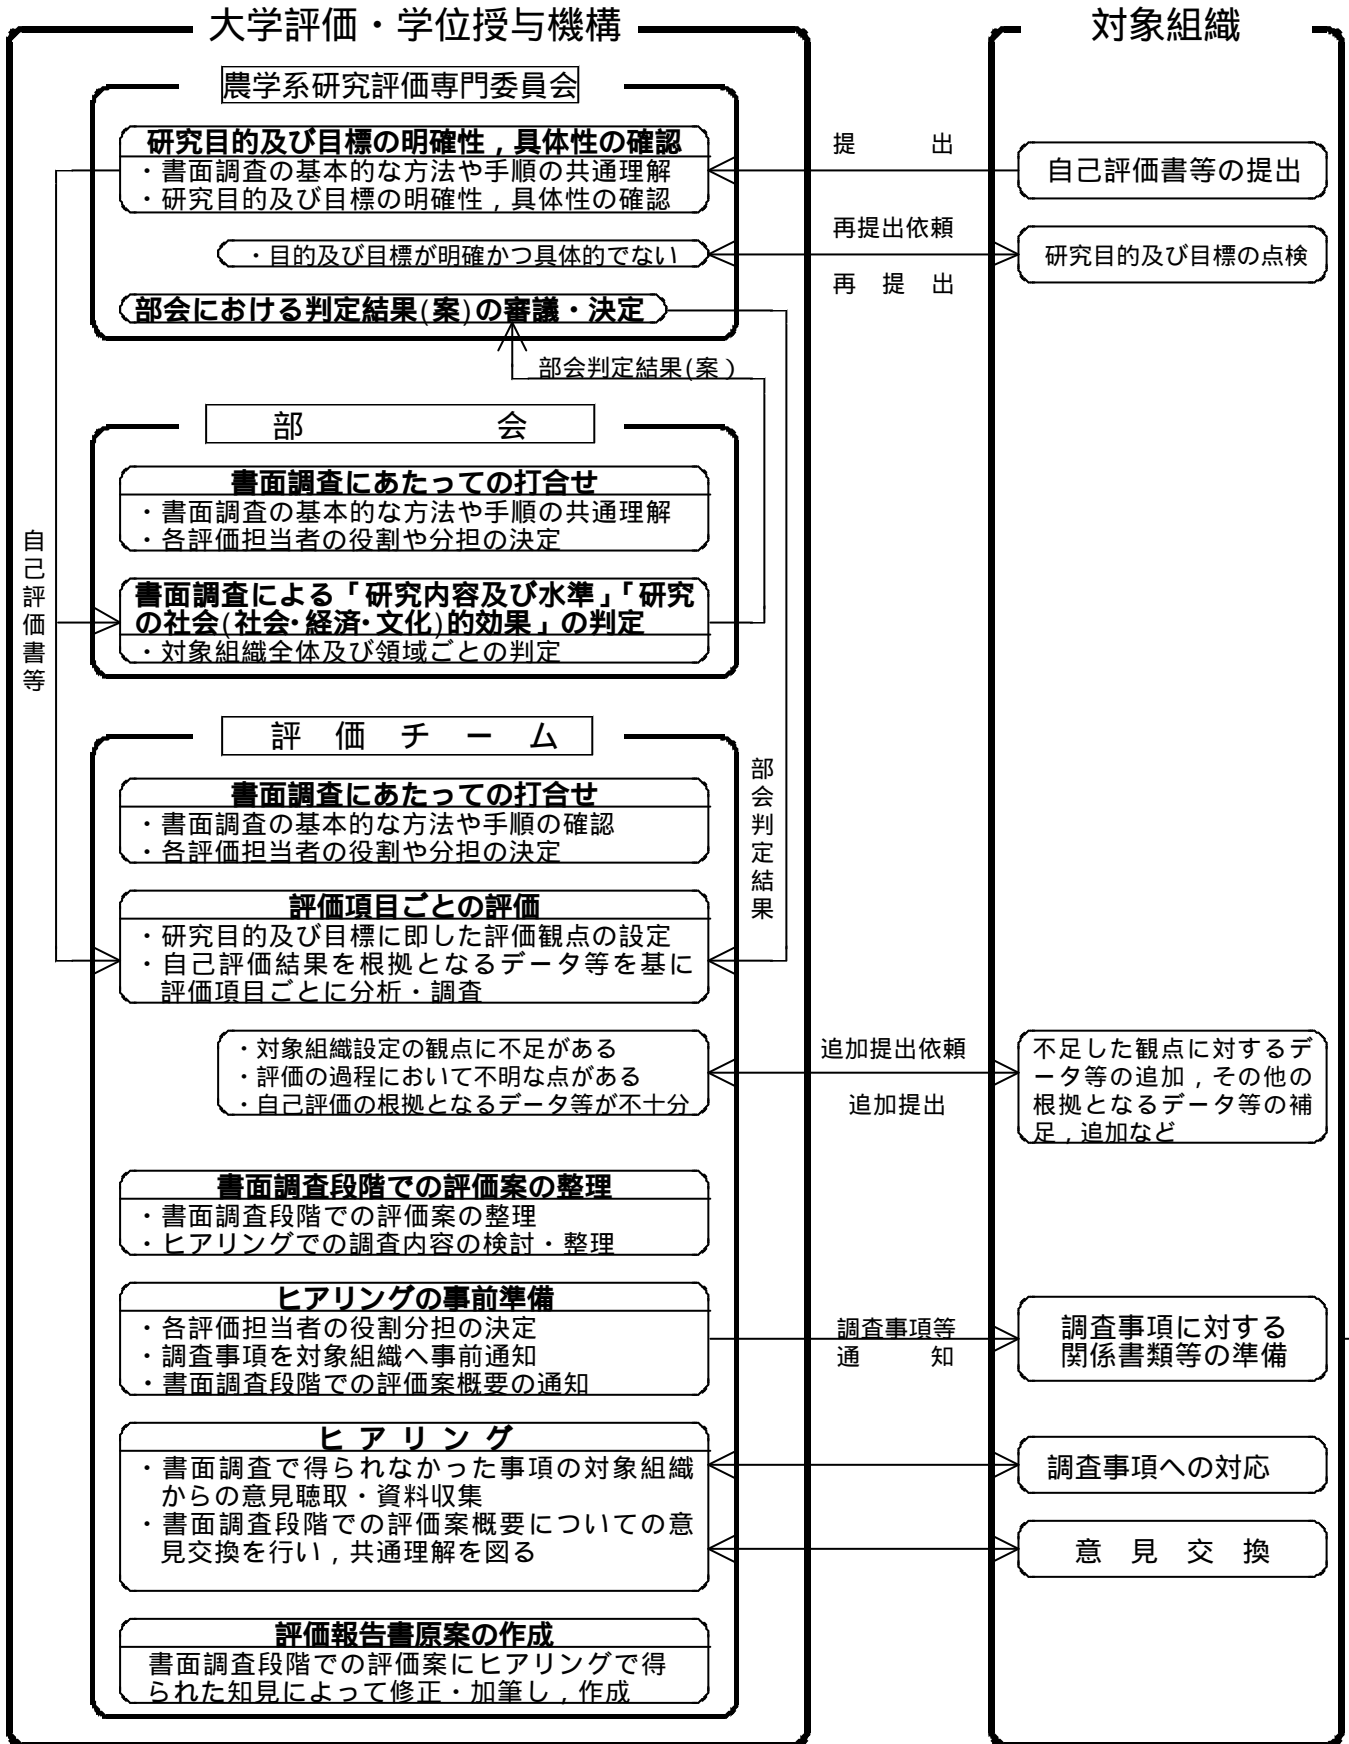 大学評価・学位授与機構
対象組織
農学系研究評価専門委員会
研究目的及び目標の明確性，具体性の確認
・書面調査の基本的な方法や手順の共通理解
・研究目的及び目標の明確性，具体性の確認
提　出
自己評価書等の提出
・目的及び目標が明確かつ具体的でない
再提出依頼
再　提　出
研究目的及び目標の点検
部会における判定結果(案)の審議・決定
部会判定結果(案）
部　会
書面調査にあたっての打合せ
・書面調査の基本的な方法や手順の共通理解
・各評価担当者の役割や分担の決定
書面調査による「研究内容及び水準」「研究
の社会(社会・経済・文化)的効果」の判定
・対象組織全体及び領域ごとの判定
自己評価書等
評　価　チ　ー　ム
書面調査にあたっての打合せ
・書面調査の基本的な方法や手順の確認
・各評価担当者の役割や分担の決定
部会判定結果
評価項目ごとの評価
・研究目的及び目標に即した評価観点の設定
・自己評価結果を根拠となるデータ等を基に
評価項目ごとに分析・調査
・対象組織設定の観点に不足がある
・評価の過程において不明な点がある
・自己評価の根拠となるデータ等が不十分
追加提出依頼
追加提出
不足した観点に対するデ
ータ等の追加，その他の
根拠となるデータ等の補
足，追加など
書面調査段階での評価案の整理
・書面調査段階での評価案の整理
・ヒアリングでの調査内容の検討・整理
ヒアリングの事前準備
・各評価担当者の役割分担の決定
・調査事項を対象組織へ事前通知
・書面調査段階での評価案概要の通知
調査事項等
通　知
調査事項に対する
関係書類等の準備
ヒ ア リ ン グ
・書面調査で得られなかった事項の対象組織
からの意見聴取・資料収集
・書面調査段階での評価案概要についての意
見交換を行い，共通理解を図る
調査事項への対応
意　見　交　換
評価報告書原案の作成
書面調査段階での評価案にヒアリングで得
られた知見によって修正・加筆し，作成